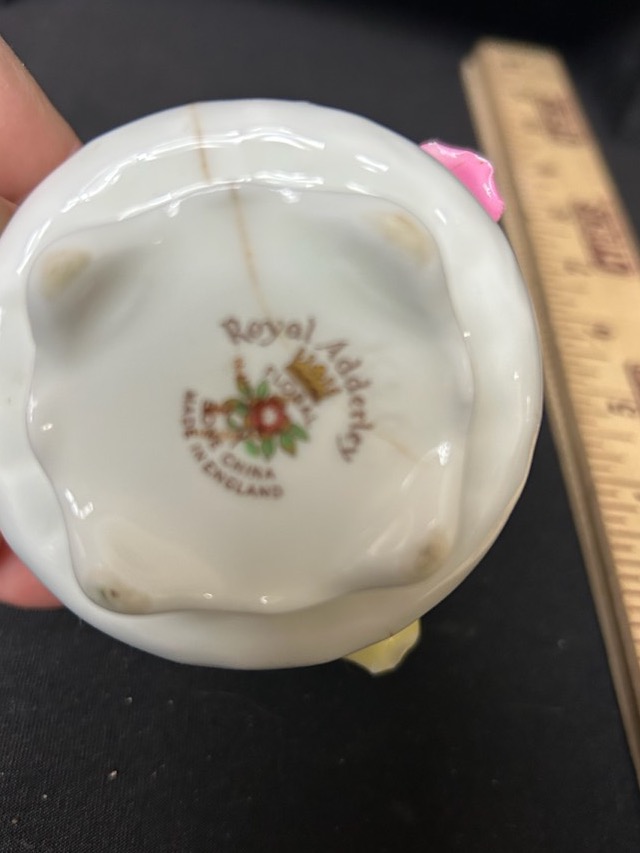 Royal Adderley
FLORAL
BONE CHINA
MADE IN ENGLAND